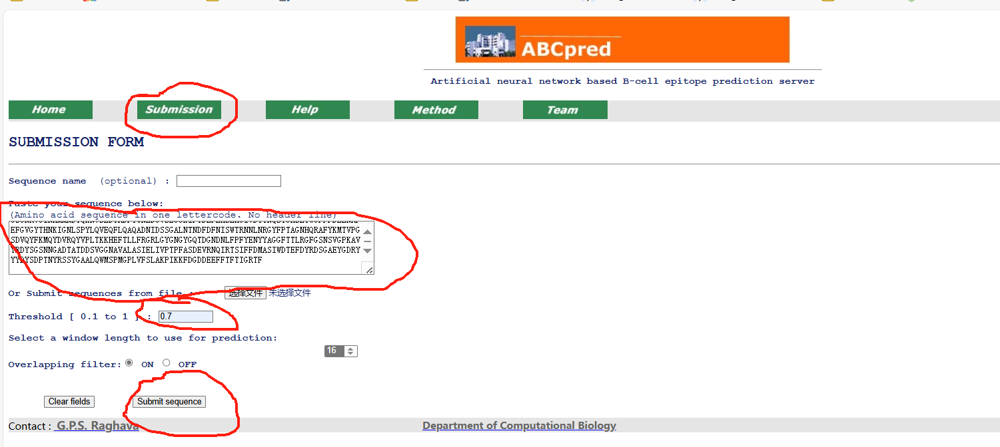 ABCpred
Artificial neural network based B-cell epitope prediction server
Home Submission Help Method Team
SUBMISSION FORM
Sequence name (optional) :
Paste your sequence below:
(Amino acid sequence in one lettercode. No header line)
EFGVGYTHNKIGNLSPYLQVEQFLQAQADNIDSSGALNTNDFDFNISWTRNNLNRGYFPTAGNHQRAFYKMTVPG
SDVQYFKMQYDVRQYVPLTKKHEFTLLFRGRLGYGNGYGQTDGNDNLPFYENYYAGGFTTLRGFGSNSVGPKAV
YRDYSGSNNGADTATDDSVGGNAVALASIELIVPTPFASDEVRNQIRTSIFFDMASIWDTEFDYRDSGAEYGDRY
YYDYSDPTNYRSSYGAALQWMSPMGPLVFSLAKPIKKFDGDDEEFFTFTIGRTF
Or Submit sequences from file : 选择文件 未选择文件
Threshold [ 0.1 to 1 ] : 0.7
Select a window length to use for prediction:
16
Overlapping filter: ON OFF
Clear fields Submit sequence
Contact : G.P.S. Raghava Department of Computational Biology